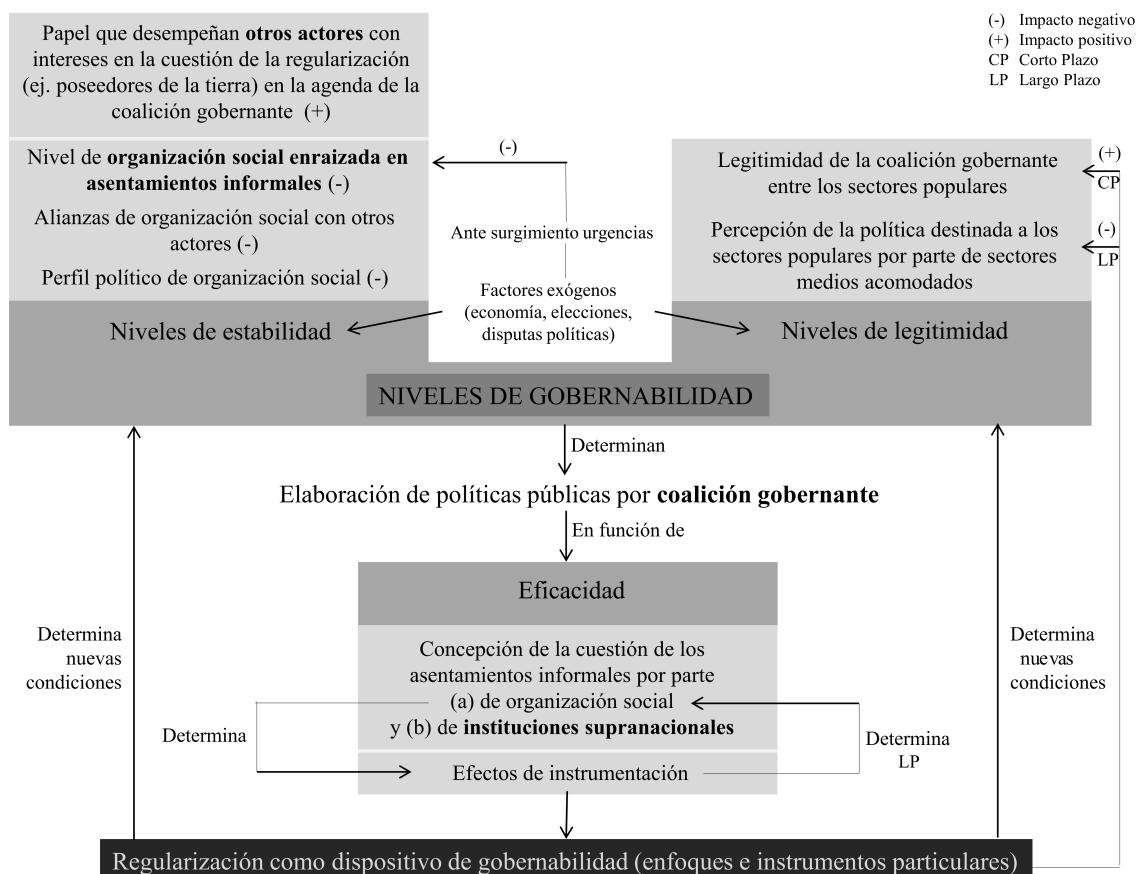 Papel que desempeñan otros actores con
intereses en la cuestión de la regularización
(ej. poseedores de la tierra) en la agenda de la
coalición gobernante (+)
Nivel de organización social enraizada en
asentamientos informales (-)
Alianzas de organización social con otros
actores (-)
Perfil político de organización social (-)
Niveles de estabilidad
(-)
Ante surgimiento urgencias
Factores exógenos
(economía, elecciones,
disputas políticas)
(-) Impacto negativo
(+) Impacto positivo
CP Corto Plazo
LP Largo Plazo
Legitimidad de la coalición gobernante
entre los sectores populares
(+)
CP
Percepción de la política destinada a los
sectores populares por parte de sectores
medios acomodados
(-)
LP
Niveles de legitimidad
NIVELES DE GOBERNABILIDAD
Determinan
Elaboración de políticas públicas por coalición gobernante
En función de
Eficacidad
Concepción de la cuestión de los
asentamientos informales por parte
(a) de organización social
y (b) de instituciones supranacionales
Efectos de instrumentación
Determina
nuevas
condiciones
Determina
Determina
LP
Determina
nuevas
condiciones
Regularización como dispositivo de gobernabilidad (enfoques e instrumentos particulares)